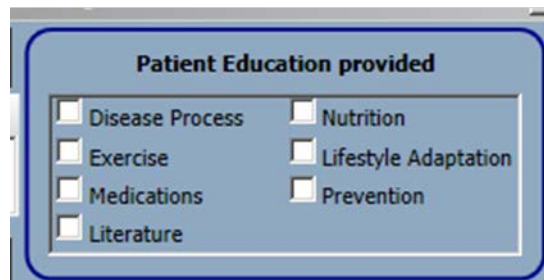 Patient Education provided
Disease Process
Nutrition
Exercise
Lifestyle Adaptation
Medications
Prevention
Literature